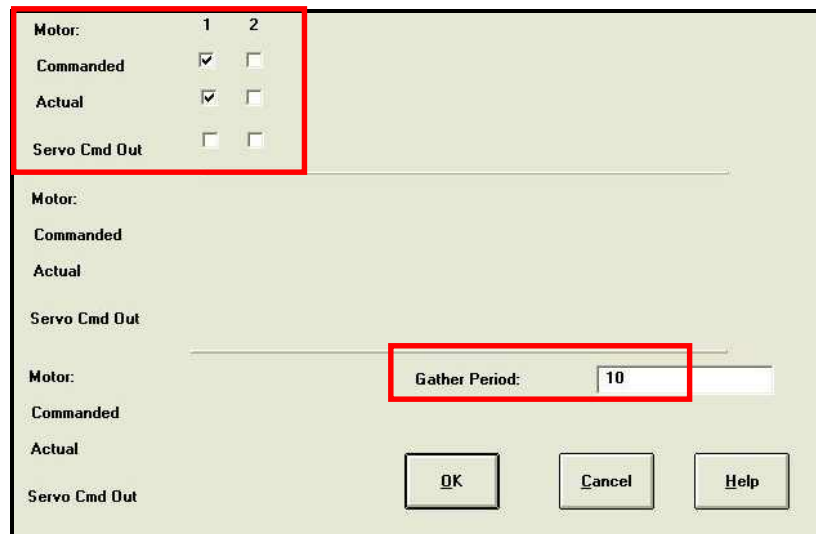 Motor: 1 2
Commanded
Actual
Servo Cmd Out
Motor:
Commanded
Actual
Servo Cmd Out
Motor:
Gather Period: 10
Commanded
Actual
Servo Cmd Out
OK Cancel Help